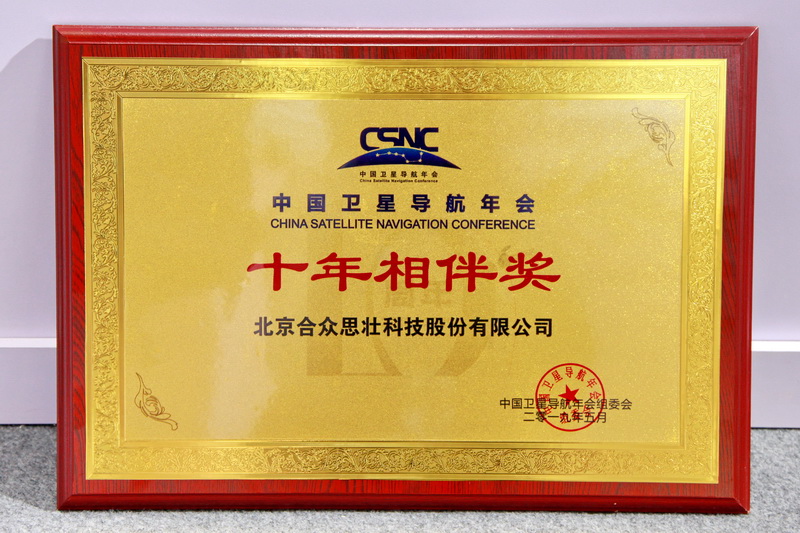 CSNC
中国卫星导航年会
China Satellite Navigation Conference
中国卫星导航年会
CHINA SATELLITE NAVIGATION CONFERENCE
十年相伴奖
北京合众思壮科技股份有限公司
中国卫星导航年会组委会
二零一九年五月